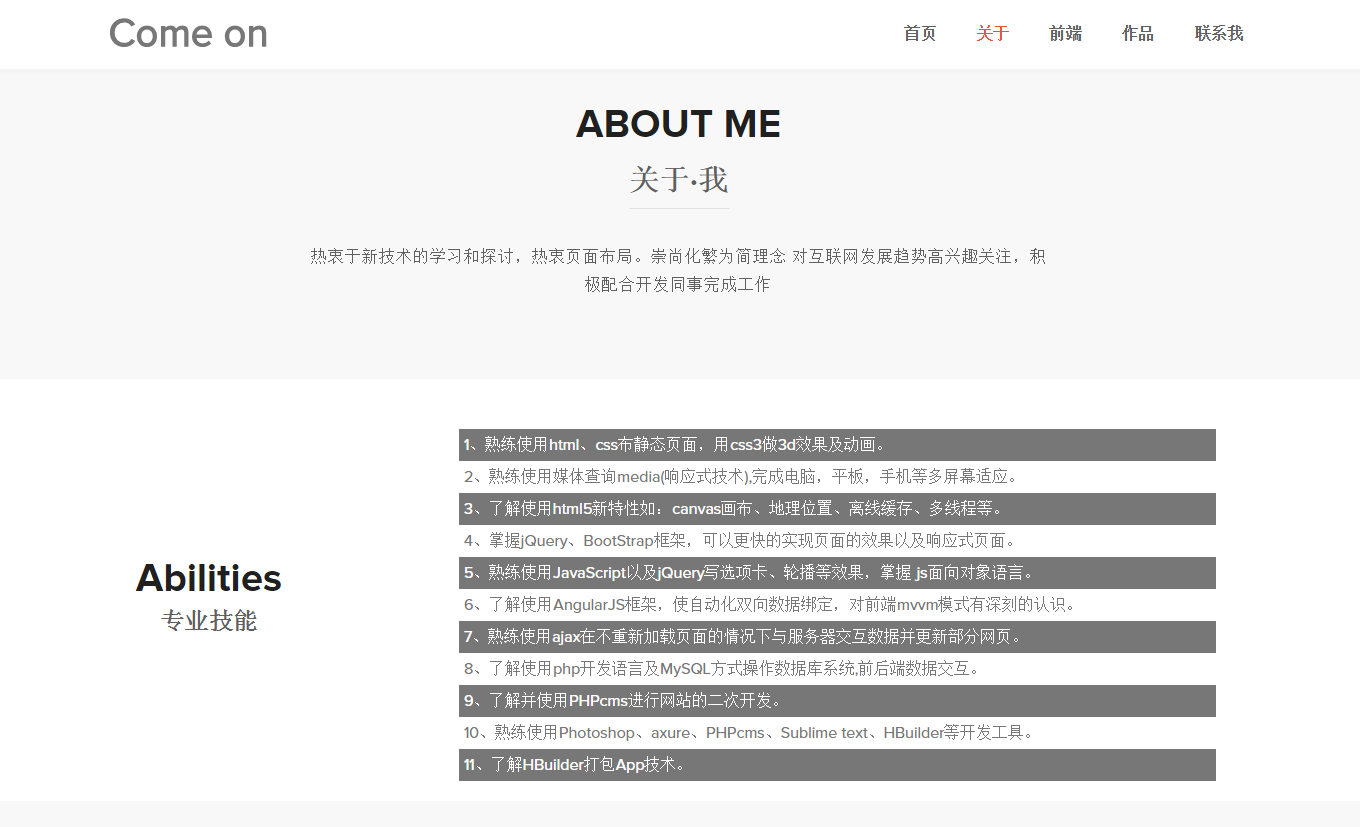 Come on
首页 关于 前端 作品 联系我
ABOUT ME
关于·我
热衷于新技术的学习和探讨，热衷页面布局。崇尚化繁为简理念 对互联网发展趋势高兴趣关注，积
极配合开发同事完成工作
Abilities
专业技能
1、熟练使用html、css布静态页面，用css3做3d效果及动画。
2、熟练使用媒体查询media(响应式技术),完成电脑，平板，手机等多屏幕适应。
3、了解使用html5新特性如：canvas画布、地理位置、离线缓存、多线程等。
4、掌握jQuery、BootStrap框架，可以更快的实现页面的效果以及响应式页面。
5、熟练使用JavaScript以及jQuery写选项卡、轮播等效果，掌握 js面向对象语言。
6、了解使用AngularJS框架，使自动化双向数据绑定，对前端mvvm模式有深刻的认识。
7、熟练使用ajax在不重新加载页面的情况下与服务器交互数据并更新部分网页。
8、了解使用php开发语言及MySQL方式操作数据库系统,前后端数据交互。
9、了解并使用PHPcms进行网站的二次开发。
10、熟练使用Photoshop、axure、PHPcms、Sublime text、HBuilder等开发工具。
11、了解HBuilder打包App技术。